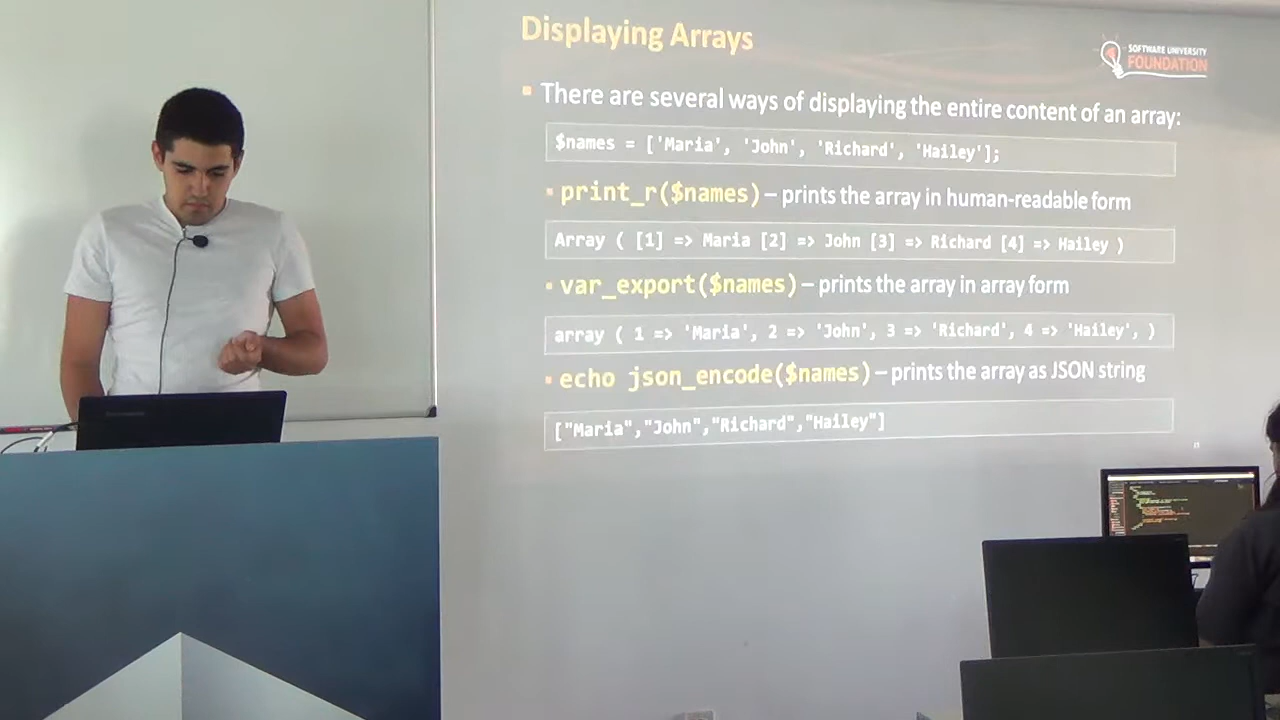 Displaying Arrays
SOFTWARE UNIVERSITY
FOUNDATION
There are several ways of displaying the entire content of an array:
$names = ['Maria', 'John', 'Richard', 'Hailey'];
print_r($names) – prints the array in human-readable form
Array ( [1] => Maria [2] => John [3] => Richard [4] => Hailey )
var_export($names) – prints the array in array form
array ( 1 => 'Maria', 2 => 'John', 3 => 'Richard', 4 => 'Hailey', )
echo json_encode($names) – prints the array as JSON string
["Maria","John","Richard","Hailey"]